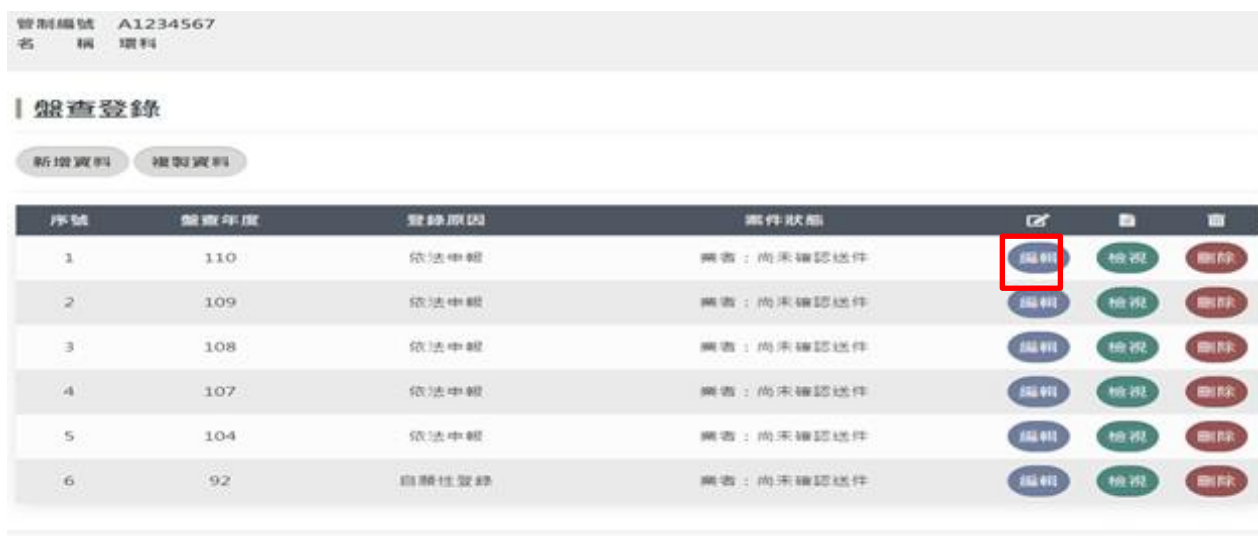 管制編號 A1234567
名 稱 環科
盤查登錄
新增資料 複製資料
序號 盤查年度 登錄原因 案件狀態
1 110 依法申報 業者：尚未確認送件 編輯 檢視 刪除
2 109 依法申報 業者：尚未確認送件 編輯 檢視 刪除
3 108 依法申報 業者：尚未確認送件 編輯 檢視 刪除
4 107 依法申報 業者：尚未確認送件 編輯 檢視 刪除
5 104 依法申報 業者：尚未確認送件 編輯 檢視 刪除
6 92 自願性登錄 業者：尚未確認送件 編輯 檢視 刪除